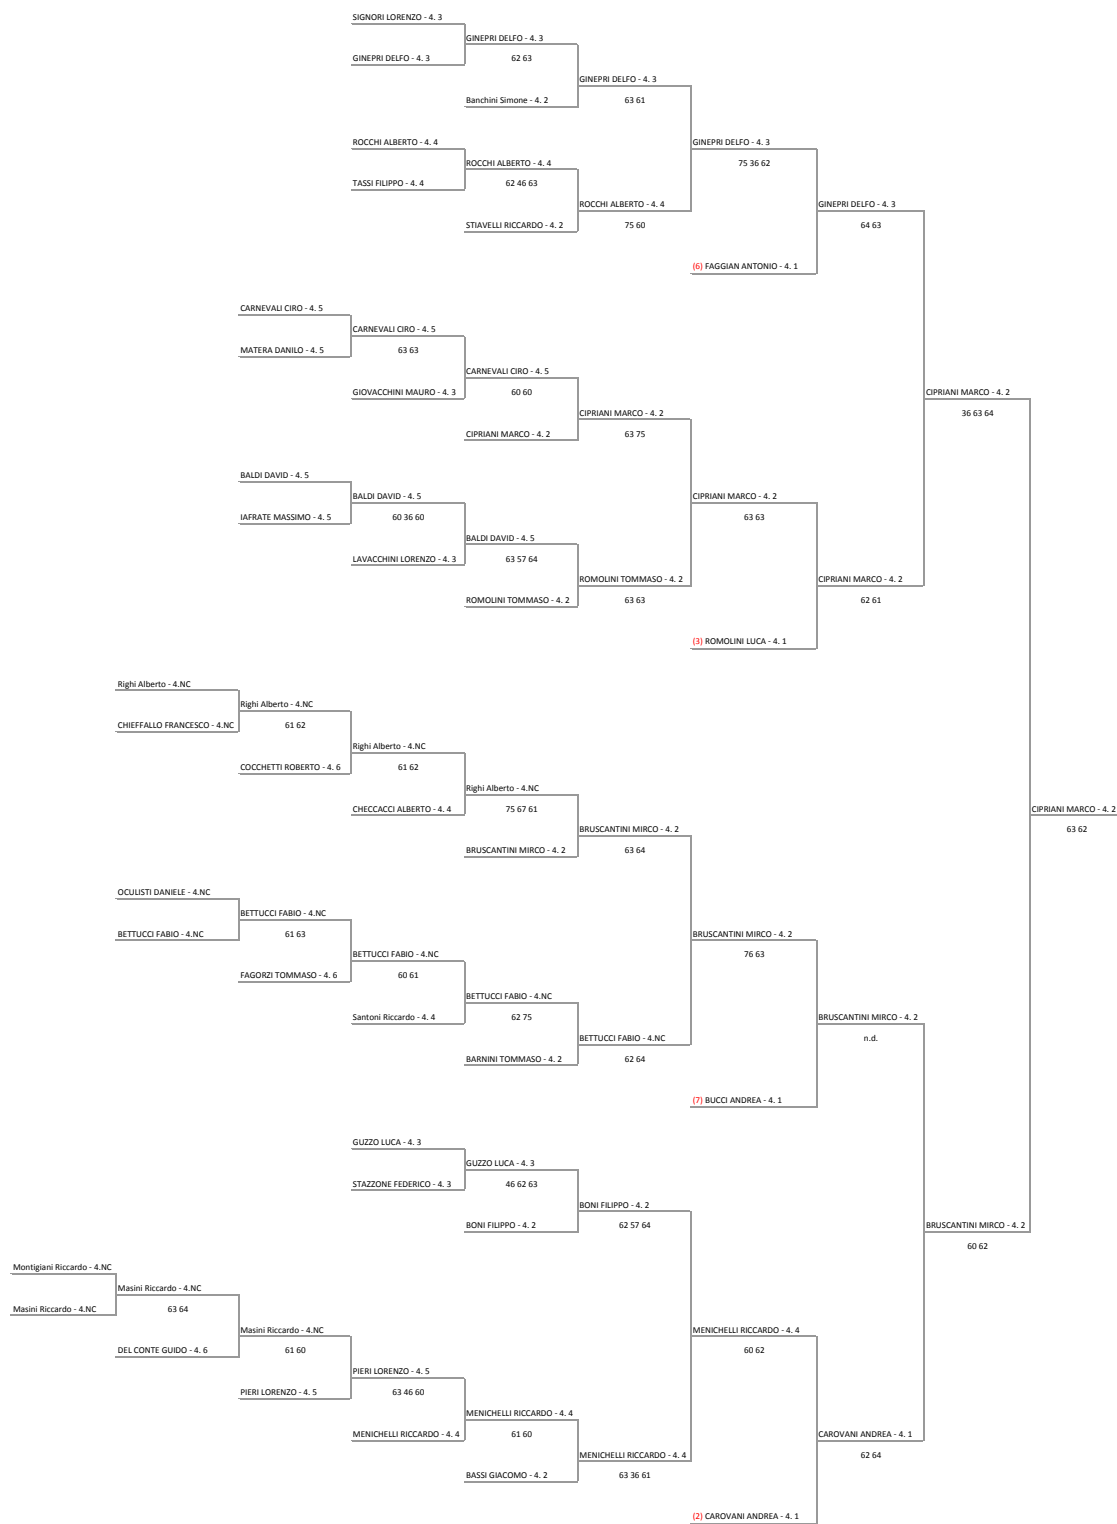 SIGNORI LORENZO - 4. 3
GINEPRI DELFO - 4. 3
GINEPRI DELFO - 4. 3
62 63
GINEPRI DELFO - 4. 3
Banchini Simone - 4. 2
63 61
ROCCHI ALBERTO - 4. 4
GINEPRI DELFO - 4. 3
ROCCHI ALBERTO - 4. 4
75 36 62
TASSI FILIPPO - 4. 4
62 46 63
ROCCHI ALBERTO - 4. 4
GINEPRI DELFO - 4. 3
STIAVELLI RICCARDO - 4. 2
75 60
64 63
(6) FAGGIAN ANTONIO - 4. 1
CARNEVALI CIRO - 4. 5
CARNEVALI CIRO - 4. 5
MATERA DANILO - 4. 5
63 63
CARNEVALI CIRO - 4. 5
GIOVACCHINI MAURO - 4. 3
60 60
CIPRIANI MARCO - 4. 2
CIPRIANI MARCO - 4. 2
36 63 64
CIPRIANI MARCO - 4. 2
63 75
BALDI DAVID - 4. 5
BALDI DAVID - 4. 5
CIPRIANI MARCO - 4. 2
IAFRATE MASSIMO - 4. 5
60 36 60
63 63
BALDI DAVID - 4. 5
LAVACCHINI LORENZO - 4. 3
63 57 64
ROMOLINI TOMMASO - 4. 2
CIPRIANI MARCO - 4. 2
ROMOLINI TOMMASO - 4. 2
63 63
62 61
(3) ROMOLINI LUCA - 4. 1
Righi Alberto - 4.NC
Righi Alberto - 4.NC
CHIEFFALLO FRANCESCO - 4.NC
61 62
Righi Alberto - 4.NC
COCCHETTI ROBERTO - 4. 6
61 62
Righi Alberto - 4.NC
CHECCACCI ALBERTO - 4. 4
75 67 61
CIPRIANI MARCO - 4. 2
BRUSCANTINI MIRCO - 4. 2
63 62
BRUSCANTINI MIRCO - 4. 2
63 64
OCULISTI DANIELE - 4.NC
BETTUCCI FABIO - 4.NC
BETTUCCI FABIO - 4.NC
61 63
BRUSCANTINI MIRCO - 4. 2
BETTUCCI FABIO - 4.NC
76 63
FAGORZI TOMMASO - 4. 6
60 61
BETTUCCI FABIO - 4.NC
Santoni Riccardo - 4. 4
62 75
BRUSCANTINI MIRCO - 4. 2
BETTUCCI FABIO - 4.NC
n.d.
BARNINI TOMMASO - 4. 2
62 64
(7) BUCCI ANDREA - 4. 1
GUZZO LUCA - 4. 3
GUZZO LUCA - 4. 3
STAZZONE FEDERICO - 4. 3
46 62 63
BONI FILIPPO - 4. 2
BONI FILIPPO - 4. 2
62 57 64
BRUSCANTINI MIRCO - 4. 2
60 62
Montigiani Riccardo - 4.NC
Masini Riccardo - 4.NC
Masini Riccardo - 4.NC
63 64
Masini Riccardo - 4.NC
MENICHELLI RICCARDO - 4. 4
DEL CONTE GUIDO - 4. 6
61 60
60 62
PIERI LORENZO - 4. 5
PIERI LORENZO - 4. 5
63 46 60
MENICHELLI RICCARDO - 4. 4
MENICHELLI RICCARDO - 4. 4
61 60
CAROVANI ANDREA - 4. 1
MENICHELLI RICCARDO - 4. 4
62 64
BASSI GIACOMO - 4. 2
63 36 61
(2) CAROVANI ANDREA - 4. 1